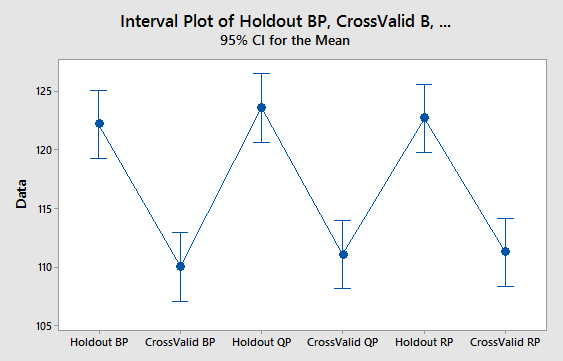 Interval Plot of Holdout BP, CrossValid B, ...
95% CI for the Mean
125
120
115
110
105
Data
Holdout BP CrossValid BP Holdout QP CrossValid QP Holdout RP CrossValid RP